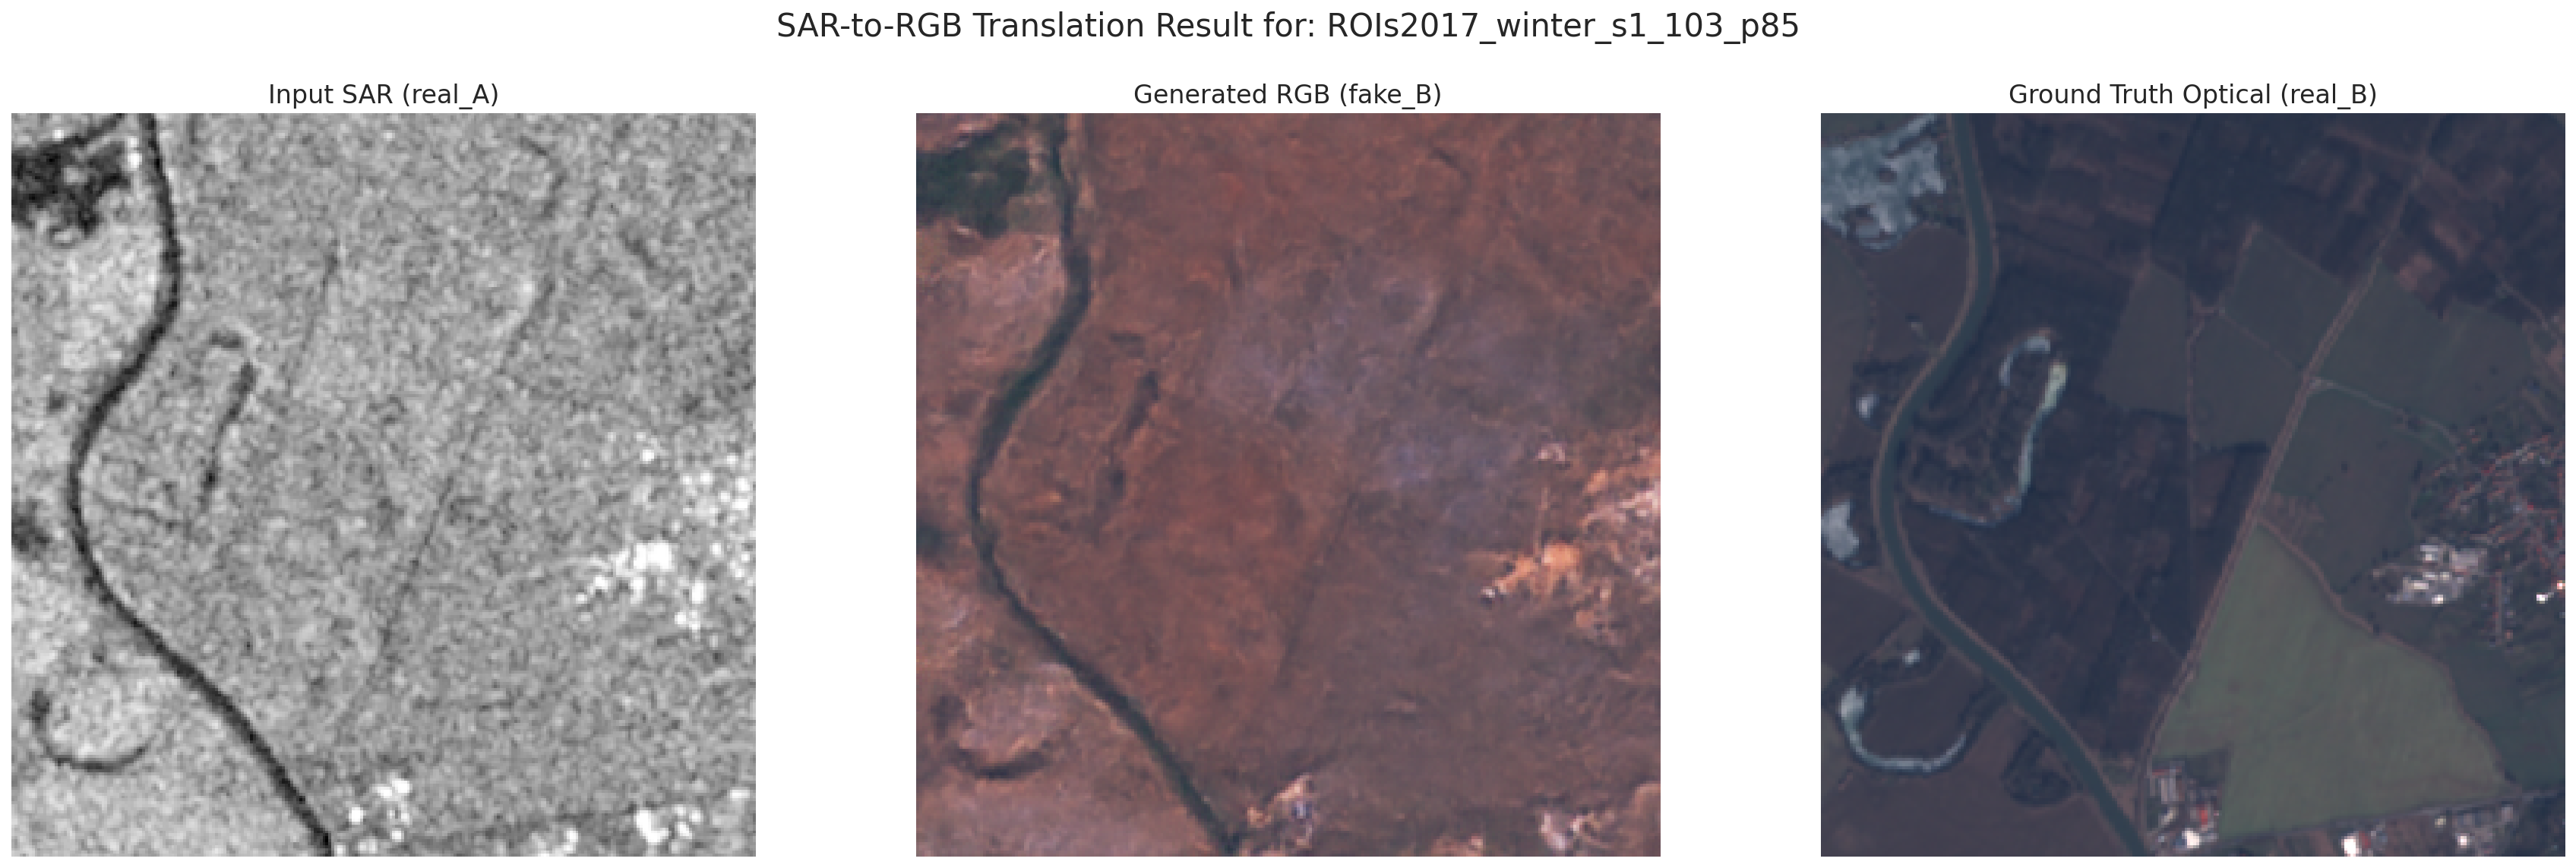 SAR-to-RGB Translation Result for: ROIs2017_winter_s1_103_p85
Input SAR (real_A)
Generated RGB (fake_B)
Ground Truth Optical (real_B)